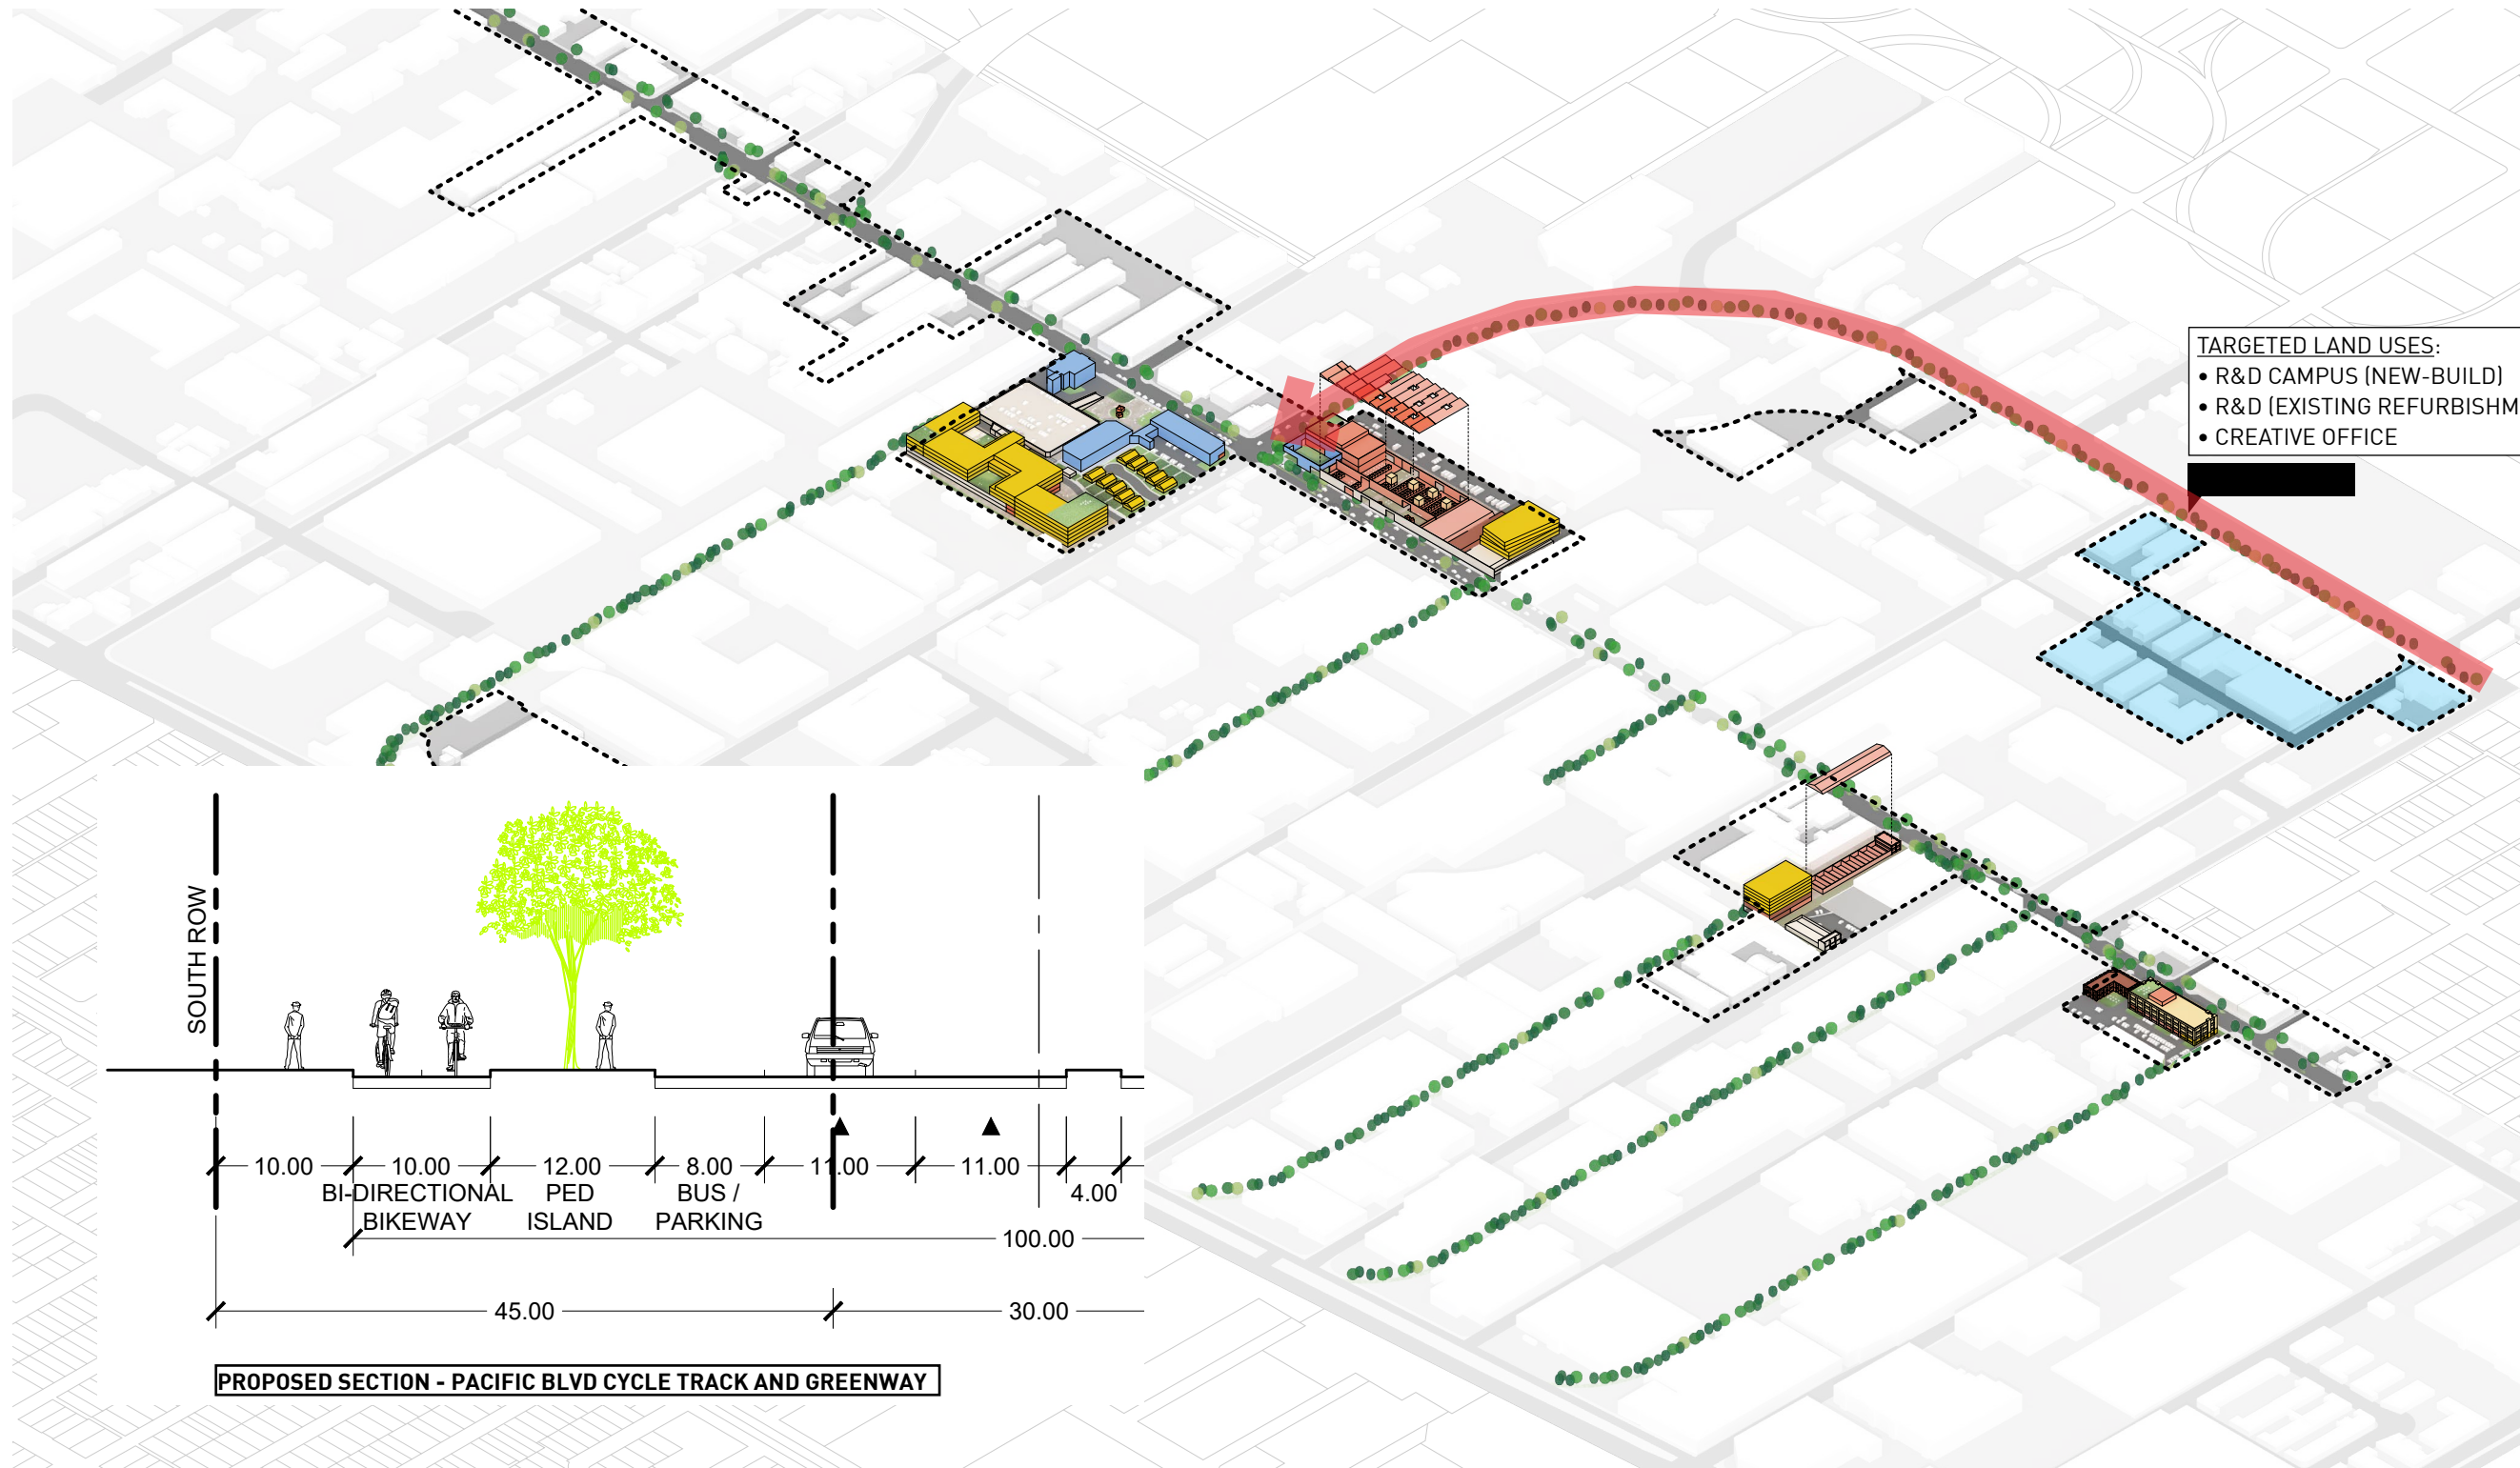 TARGETED LAND USES:
• R&D CAMPUS (NEW-BUILD)
• R&D (EXISTING REFURBISHM
• CREATIVE OFFICE
SOUTH ROW
10.00 10.00 12.00 8.00 11.00 11.00
BI-DIRECTIONAL PED BUS / 4.00
BIKEWAY ISLAND PARKING
100.00
45.00 30.00
PROPOSED SECTION - PACIFIC BLVD CYCLE TRACK AND GREENWAY